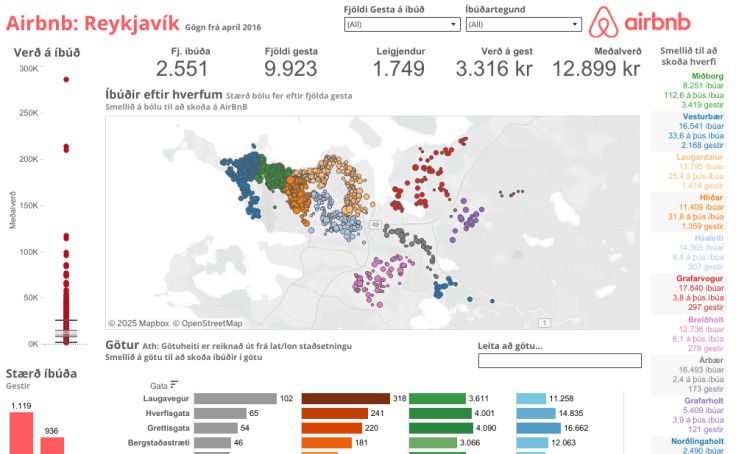 Airbnb: Reykjavík Gögn frá apríl 2016
Fjöldi Gesta á íbúð
(All)
Íbúðartegund
(All)
airbnb
Verð á íbúð
300K
250K
200K
150K
100K
50K
0K
Meðalverð
Fj. íbúða
2.551
Fjöldi gesta
9.923
Leigjendur
1.749
Verð á gest
3.316 kr
Meðalverð
12.899 kr
Íbúðir eftir hverfum Stærð bólu fer eftir fjölda gesta
Smellið á bólu til að skoða á AirBnB
49
1
© 2025 Mapbox © OpenStreetMap
Smellið til að
skoða hverfi
Miðborg
8.251 íbúar
112,6 á þús.íbúa
3.419 gestir
Vesturbær
16.541 íbúar
33,6 á þús.íbúa
2.168 gestir
Laugardalur
13.795 íbúar
25,4 á þús.íbúa
1.474 gestir
Hlíðar
11.409 íbúar
31,8 á þús.íbúa
1.359 gestir
Háaleiti
14.365 íbúar
8,4 á þús.íbúa
507 gestir
Grafarvogur
17.840 íbúar
3,8 á þús.íbúa
297 gestir
Breiðholt
12.736 íbúar
6,1 á þús.íbúa
278 gestir
Árbær
16.493 íbúar
2,4 á þús.íbúa
173 gestir
Grafarholt
5.409 íbúar
3,9 á þús.íbúa
121 gestir
Norðlingaholt
2.490 íbúar
Götur Ath: Götuheiti er reiknað út frá lat/lon staðsetningu
Smellið á götu til að skoða íbúðir í götu
Leita að götu...
Stærð íbúða
Gestir
1.119
936
Gata
Laugavegur 102 318 3.611 11.258
Hverfisgata 65 241 4.001 14.835
Grettisgata 54 220 4.090 16.662
Bergstaðastræti 46 181 3.066 12.063